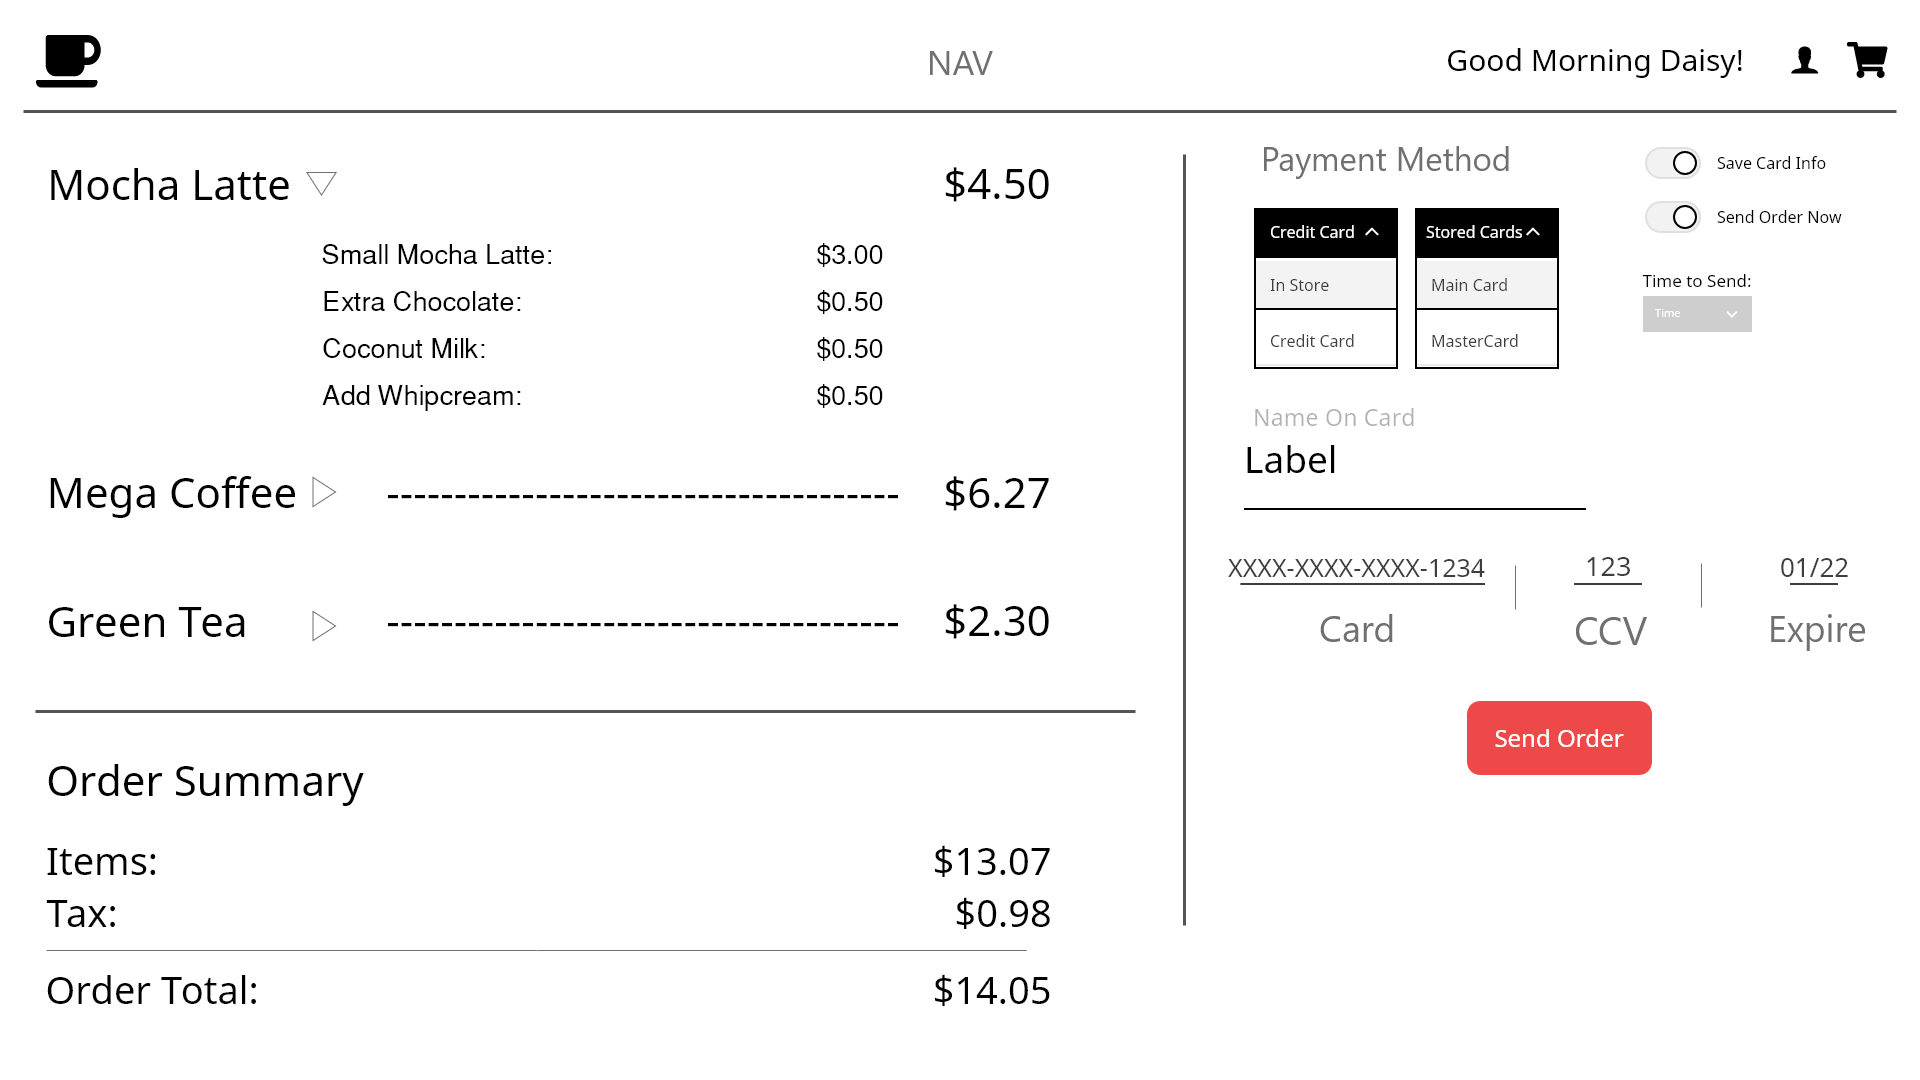 NAV
Good Morning Daisy!
Mocha Latte $4.50
Small Mocha Latte: $3.00
Extra Chocolate: $0.50
Coconut Milk: $0.50
Add Whipcream: $0.50
Mega Coffee -------------------------------------- $6.27
Green Tea -------------------------------------- $2.30
Order Summary
Items: $13.07
Tax: $0.98
Order Total: $14.05
Payment Method
Credit Card
In Store
Credit Card
Stored Cards
Main Card
MasterCard
Save Card Info
Send Order Now
Time to Send:
Time
Name On Card
Label
XXXX-XXXX-XXXX-1234
Card
123
CCV
01/22
Expire
Send Order